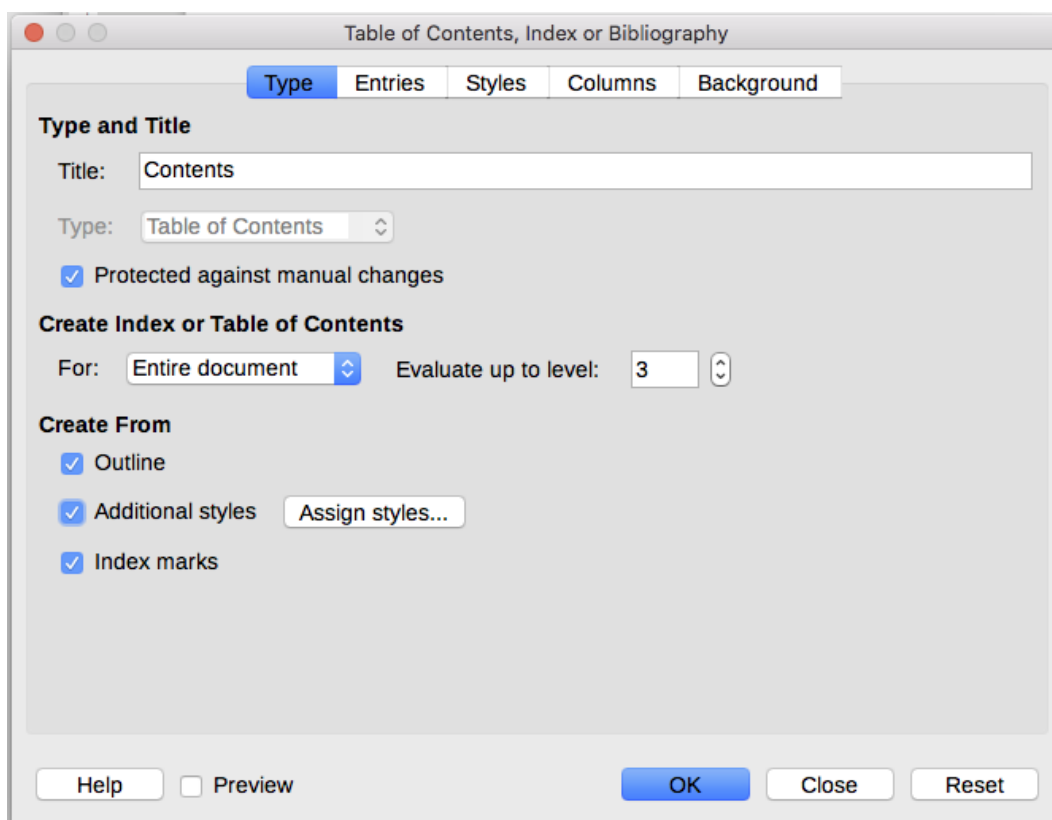 Table of Contents, Index or Bibliography
Type Entries Styles Columns Background
Type and Title
Title: Contents
Type: Table of Contents
Protected against manual changes
Create Index or Table of Contents
For: Entire document Evaluate up to level: 3
Create From
Outline
Additional styles Assign styles...
Index marks
Help Preview OK Close Reset